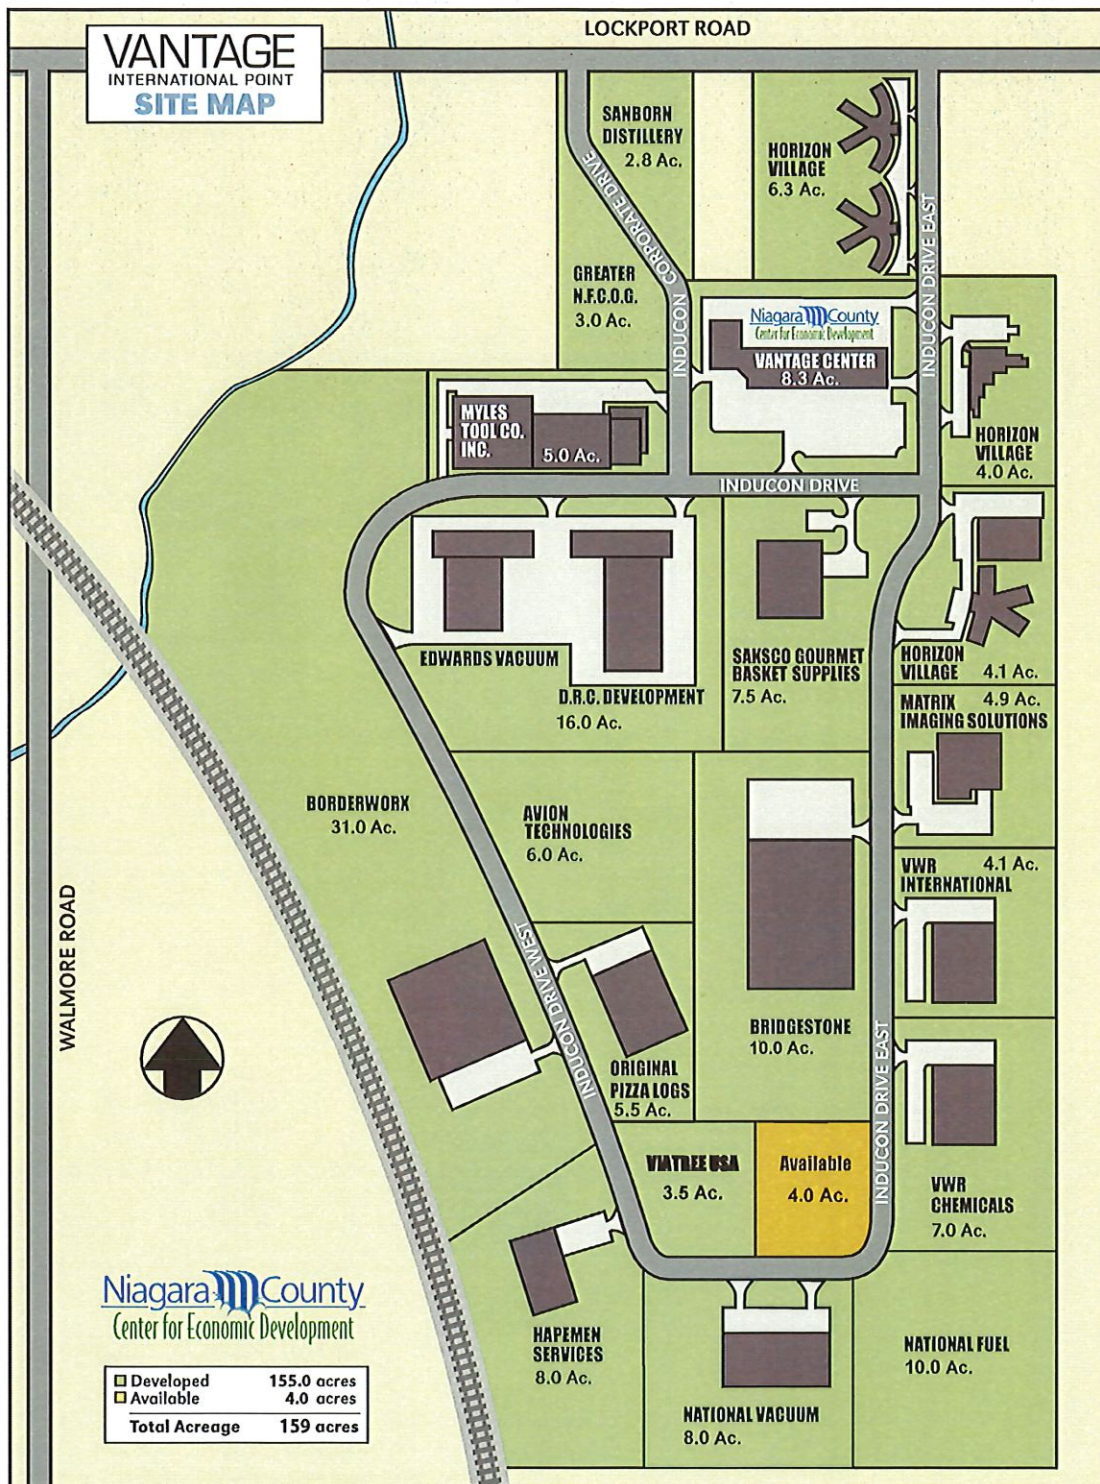 LOCKPORT ROAD
VANTAGE
INTERNATIONAL POINT
SITE MAP
SANBORN
DISTILLERY
2.8 Ac.
HORIZON
VILLAGE
6.3 Ac.
INDUCON
CORPORATE DRIVE
INDUCON DRIVE EAST
GREATER
N.F.C.O.G.
3.0 Ac.
Niagara County
Center for Economic Development
VANTAGE CENTER
8.3 Ac.
MYLES
TOOL CO.
INC.
5.0 Ac.
HORIZON
VILLAGE
4.0 Ac.
INDUCON DRIVE
EDWARDS VACUUM
D.R.C. DEVELOPMENT
16.0 Ac.
SAKSCO GOURMET
BASKET SUPPLIES
7.5 Ac.
HORIZON
VILLAGE 4.1 Ac.
MATRIX 4.9 Ac.
IMAGING SOLUTIONS
BORDERWORX
31.0 Ac.
AVION
TECHNOLOGIES
6.0 Ac.
VWR 4.1 Ac.
INTERNATIONAL
WALMORE ROAD
INDUCON DRIVE WEST
BRIDGESTONE
10.0 Ac.
INDUCON DRIVE EAST
ORIGINAL
PIZZA LOGS
5.5 Ac.
VIATREE USA
3.5 Ac.
Available
4.0 Ac.
VWR
CHEMICALS
7.0 Ac.
HAPEMEN
SERVICES
8.0 Ac.
NATIONAL FUEL
10.0 Ac.
NATIONAL VACUUM
8.0 Ac.
Niagara County
Center for Economic Development
Developed 155.0 acres
Available 4.0 acres
Total Acreage 159 acres